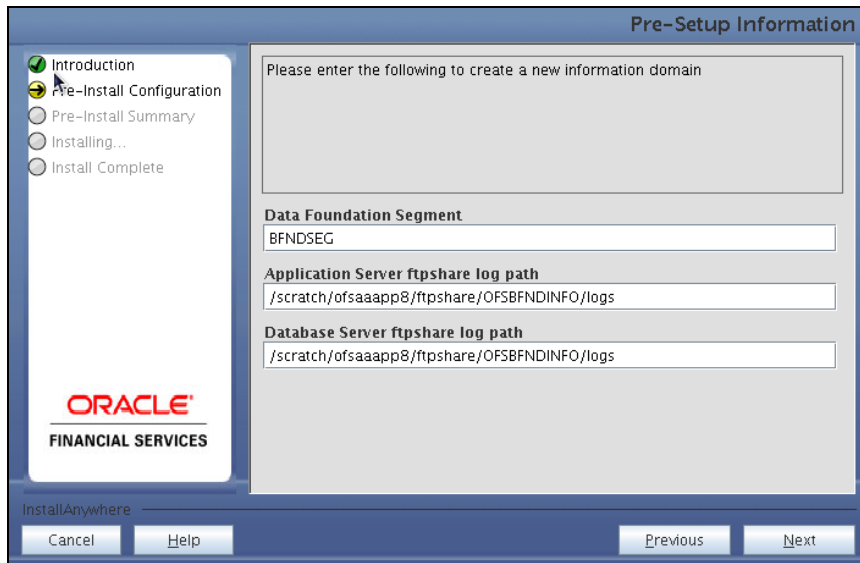 Pre-Setup Information
Introduction
Pre-Install Configuration
Pre-Install Summary
Installing...
Install Complete
ORACLE®
FINANCIAL SERVICES
Please enter the following to create a new information domain
Data Foundation Segment
BFNDSEG
Application Server ftpshare log path
/scratch/ofsaaapp8/ftpshare/OFSBFNDINFO/logs
Database Server ftpshare log path
/scratch/ofsaaapp8/ftpshare/OFSBFNDINFO/logs
InstallAnywhere
Cancel
Help
Previous
Next